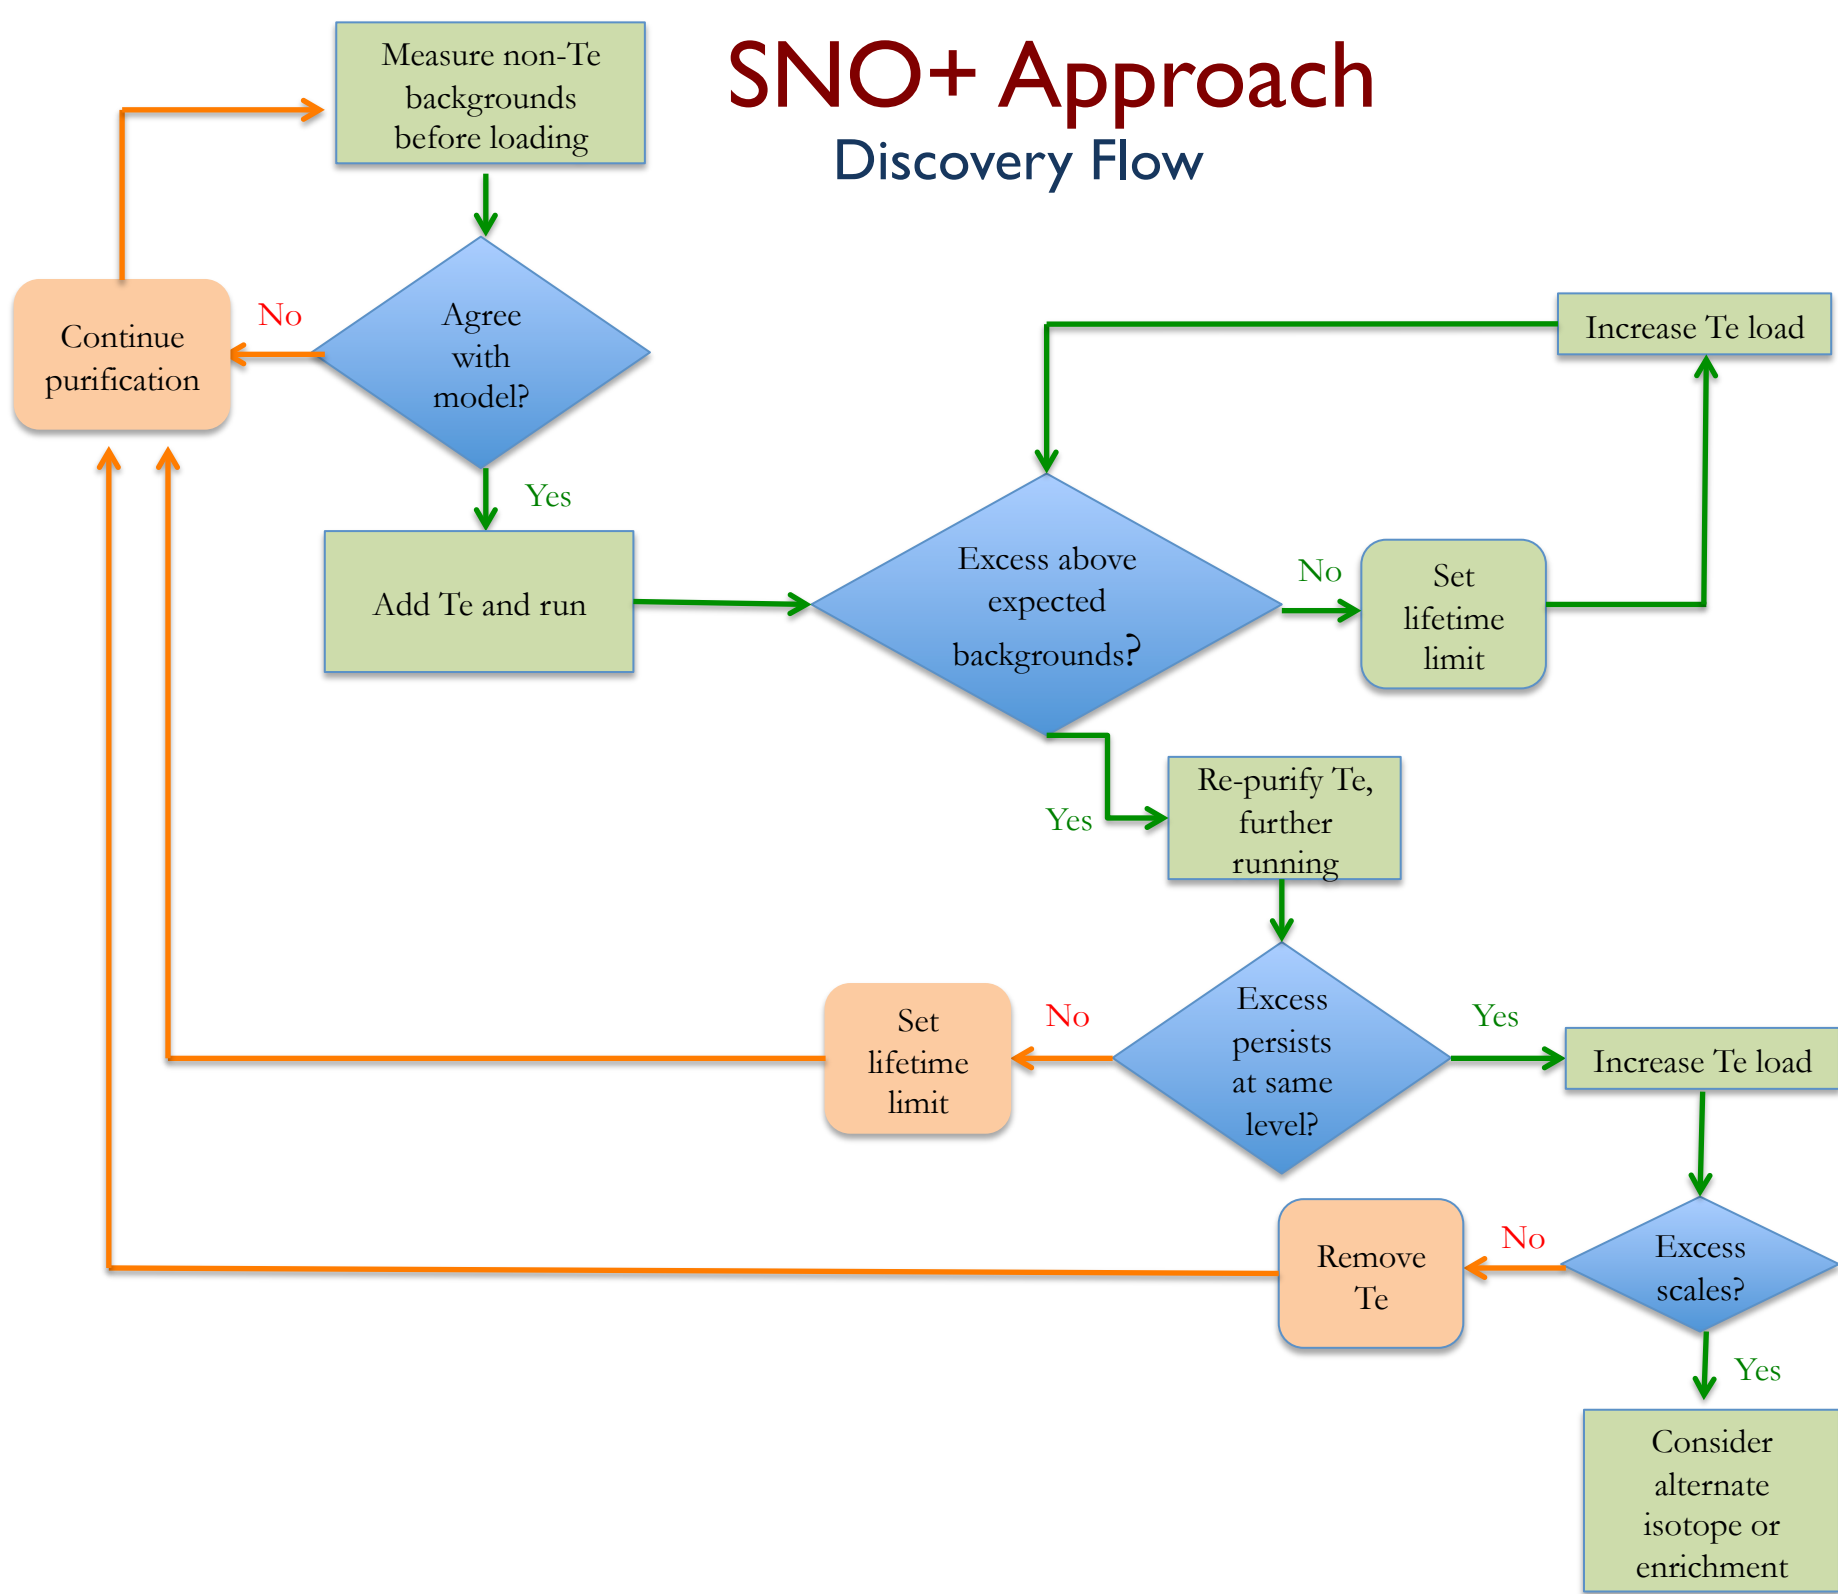 SNO+ Approach
Discovery Flow
Measure non-Te
backgrounds
before loading
Continue
purification
No
Agree
with
model?
Yes
Add Te and run
Increase Te load
Excess above
expected
backgrounds?
No
Set
lifetime
limit
Yes
Re-purify Te,
further
running
Excess
persists
at same
level?
No
Set
lifetime
limit
Yes
Increase Te load
Excess
scales?
No
Remove
Te
Yes
Consider
alternate
isotope or
enrichment